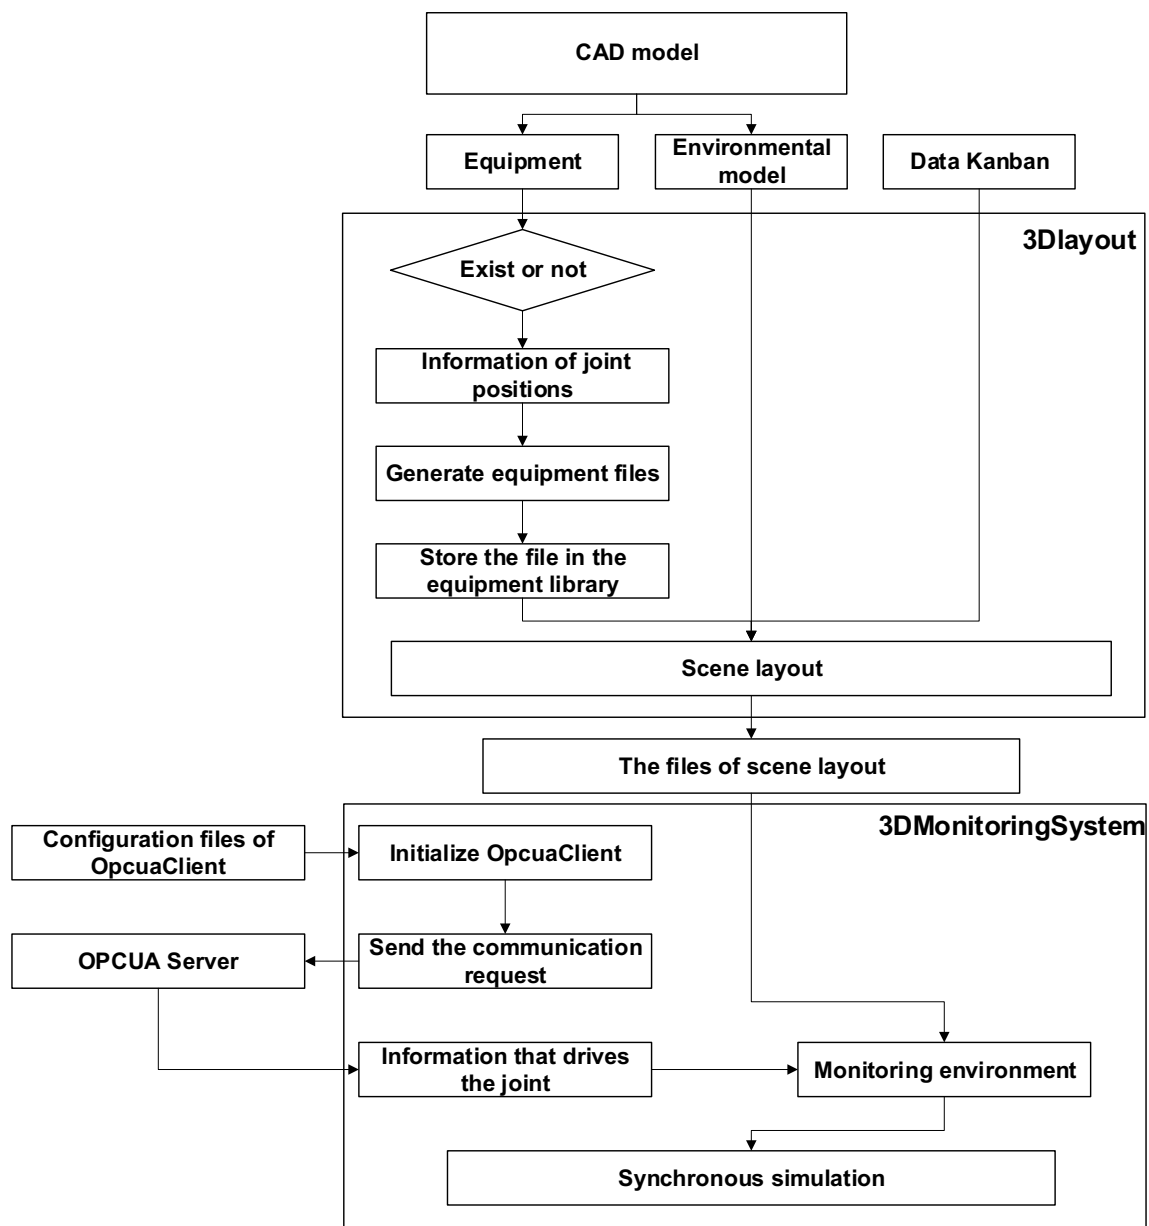 CAD model
Equipment
Environmental
model
Data Kanban
3Dlayout
Exist or not
Information of joint
positions
Generate equipment files
Store the file in the
equipment library
Scene layout
The files of scene layout
3DMonitoringSystem
Configuration files of
OpcuaClient
Initialize OpcuaClient
OPCUA Server
Send the communication
request
Information that drives
the joint
Monitoring environment
Synchronous simulation